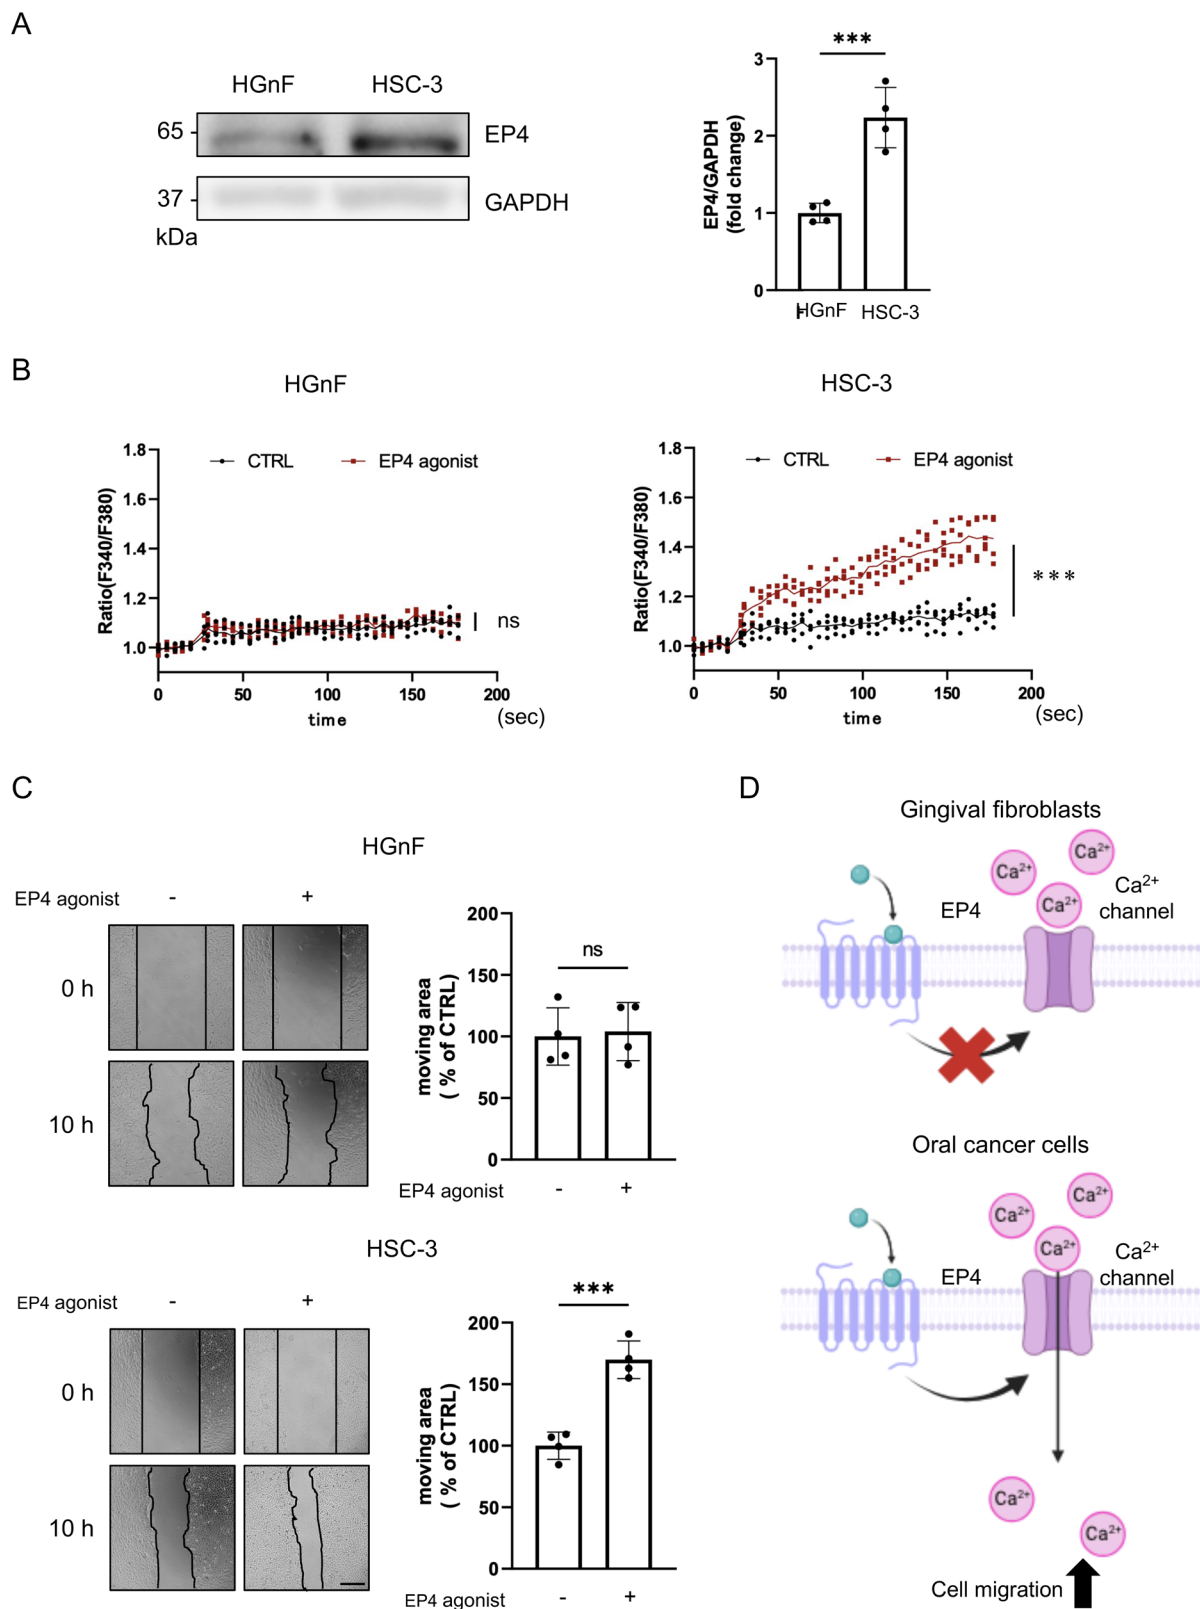 A
HGnF HSC-3
65 EP4
37 GAPDH
kDa
***
3
2
1
0
EP4/GAPDH
(fold change)
HGnF HSC-3
B
HGnF
1.8
1.6
1.4
1.2
1.0
Ratio(F340/F380)
CTRL EP4 agonist
ns
0 50 100 150 200
time (sec)
HSC-3
1.8
1.6
1.4
1.2
1.0
Ratio(F340/F380)
CTRL EP4 agonist
***
0 50 100 150 200
time (sec)
C
HGnF
EP4 agonist - +
0 h
10 h
200
150
100
50
0
moving area
( % of CTRL)
ns
EP4 agonist - +
HSC-3
EP4 agonist - +
0 h
10 h
200
150
100
50
0
moving area
( % of CTRL)
***
EP4 agonist - +
D
Gingival fibroblasts
Ca²⁺
Ca²⁺
Ca²⁺
EP4
Ca²⁺
channel
Oral cancer cells
Ca²⁺
Ca²⁺
Ca²⁺
EP4
Ca²⁺
channel
Ca²⁺
Ca²⁺
Cell migration